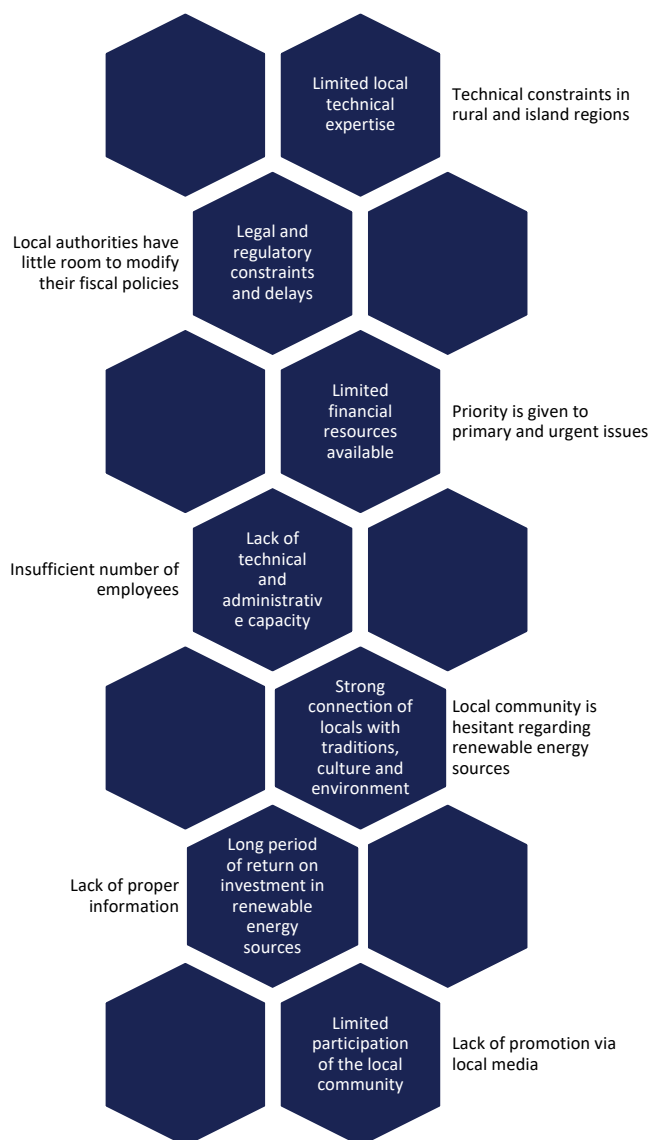 Limited local
technical
expertise
Technical constraints in
rural and island regions
Local authorities have
little room to modify
their fiscal policies
Legal and
regulatory
constraints
and delays
Limited
financial
resources
available
Priority is given to
primary and urgent issues
Insufficient number of
employees
Lack of
technical
and
administrativ
e capacity
Strong
connection of
locals with
traditions,
culture and
environment
Local community is
hesitant regarding
renewable energy
sources
Lack of proper
information
Long period
of return on
investment in
renewable
energy
sources
Limited
participation
of the local
community
Lack of promotion via
local media